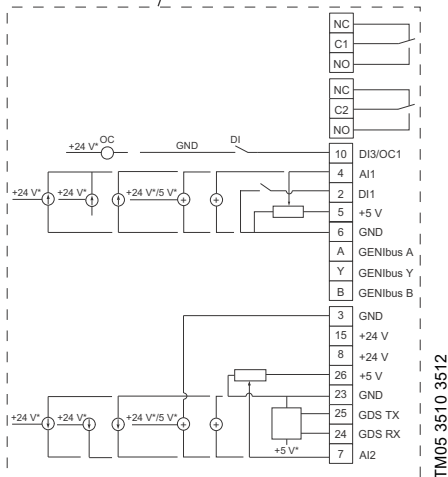 NC
C1
NO
NC
C2
NO
+24 V* OC GND DI 10 DI3/OC1
4 AI1
+24 V* +24 V* +24 V*/5 V* 2 DI1
5 +5 V
6 GND
A GENIbus A
Y GENIbus Y
B GENIbus B
3 GND
15 +24 V
8 +24 V
26 +5 V
23 GND
+24 V* +24 V* +24 V*/5 V* 25 GDS TX
24 GDS RX
+5 V* 7 AI2
TM05 3510 3512